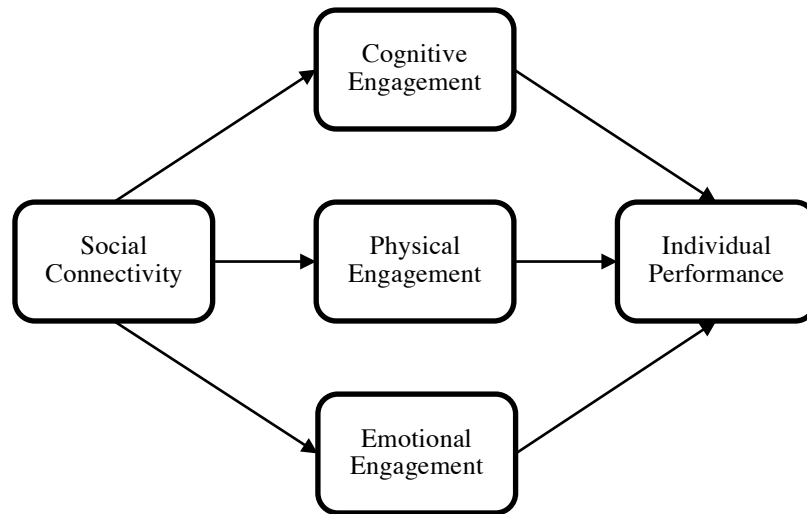 Cognitive
Engagement
Social
Connectivity
Physical
Engagement
Individual
Performance
Emotional
Engagement